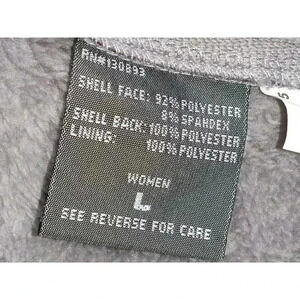 RN#130893
SHELL FACE: 92% POLYESTER
8% SPANDEX
SHELL BACK: 100% POLYESTER
LINING: 100% POLYESTER
WOMEN
L
SEE REVERSE FOR CARE